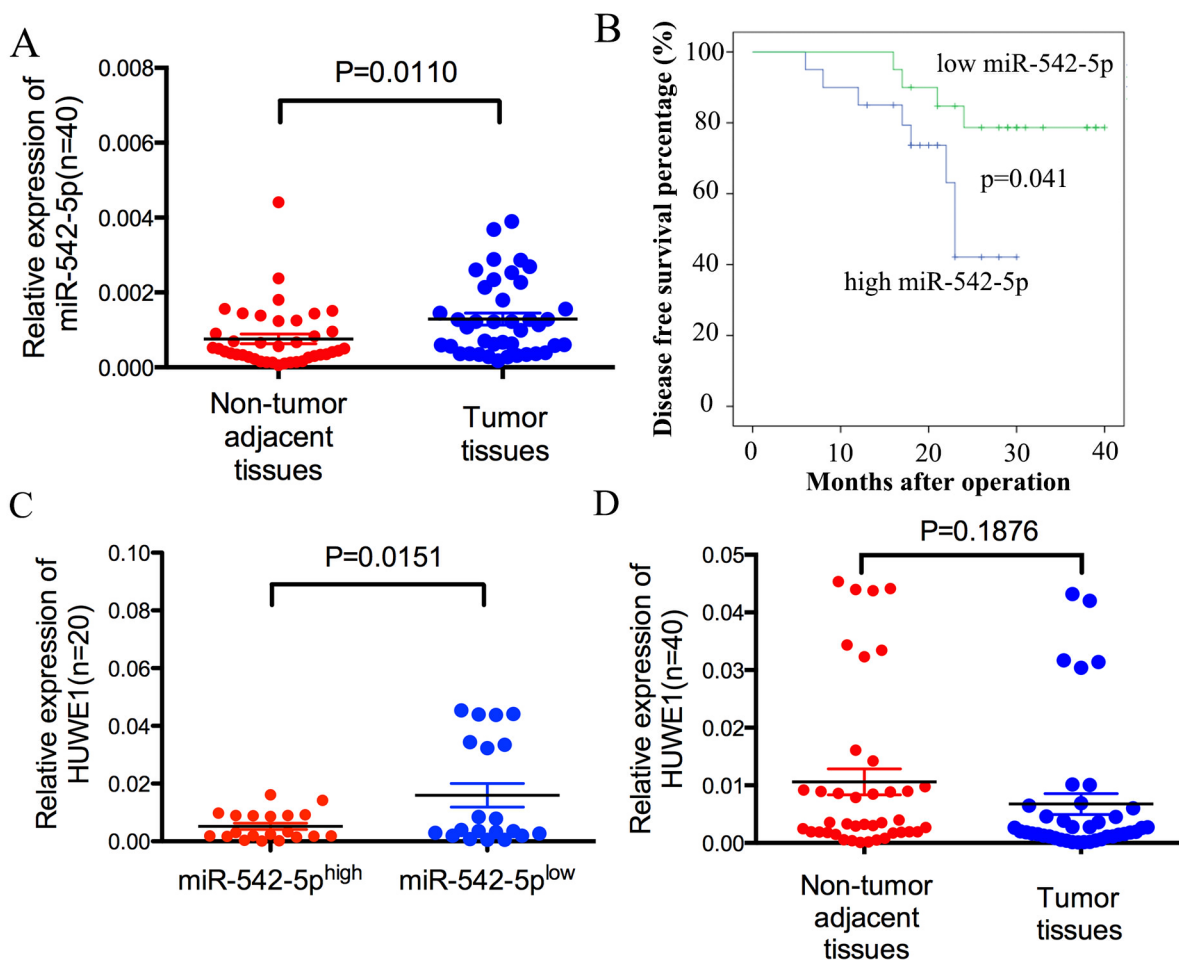 A
Relative expression of
miR-542-5p(n=40)
0.008
0.006
0.004
0.002
0.000
P=0.0110
Non-tumor
adjacent
tissues
Tumor
tissues
B
Disease free survival percentage (%)
100
80
60
40
20
0
low miR-542-5p
p=0.041
high miR-542-5p
0
10
20
30
40
Months after operation
C
Relative expression of
HUWE1(n=20)
0.10
0.08
0.06
0.04
0.02
0.00
P=0.0151
miR-542-5phigh
miR-542-5plow
D
Relative expression of
HUWE1(n=40)
0.05
0.04
0.03
0.02
0.01
0.00
P=0.1876
Non-tumor
adjacent
tissues
Tumor
tissues